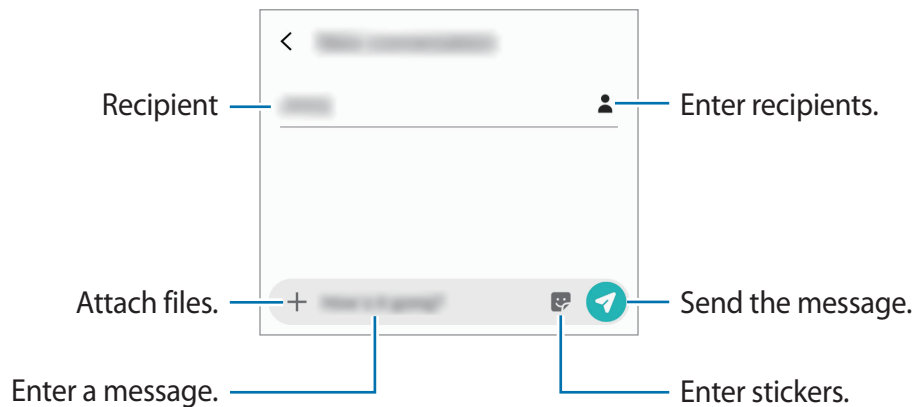 Recipient
Enter recipients.
Attach files.
Send the message.
Enter a message.
Enter stickers.